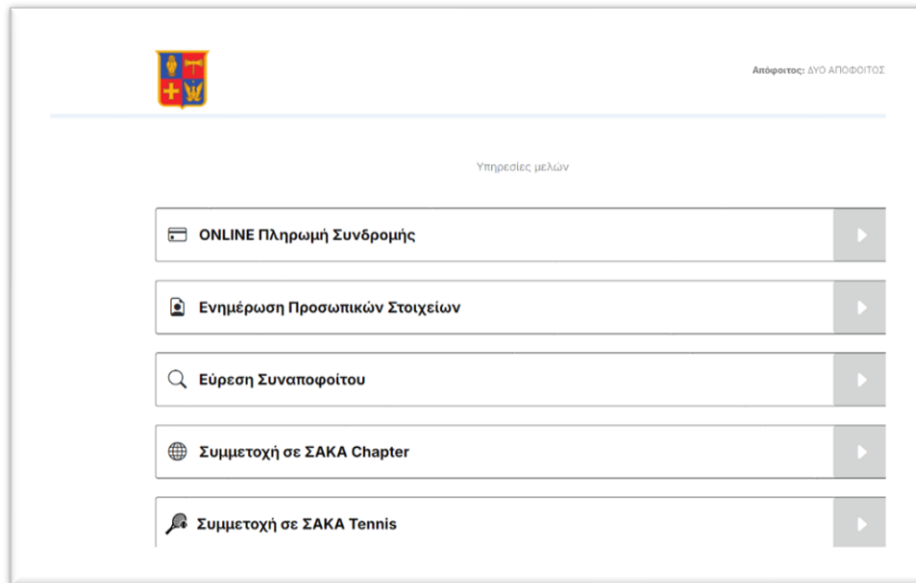 Απόφοιτος: ΔΥΟ ΑΠΟΦΟΙΤΟΣ
Υπηρεσίες μελών
ONLINE Πληρωμή Συνδρομής
Ενημέρωση Προσωπικών Στοιχείων
Εύρεση Συναποφοίτου
Συμμετοχή σε ΣΑΚΑ Chapter
Συμμετοχή σε ΣΑΚΑ Tennis